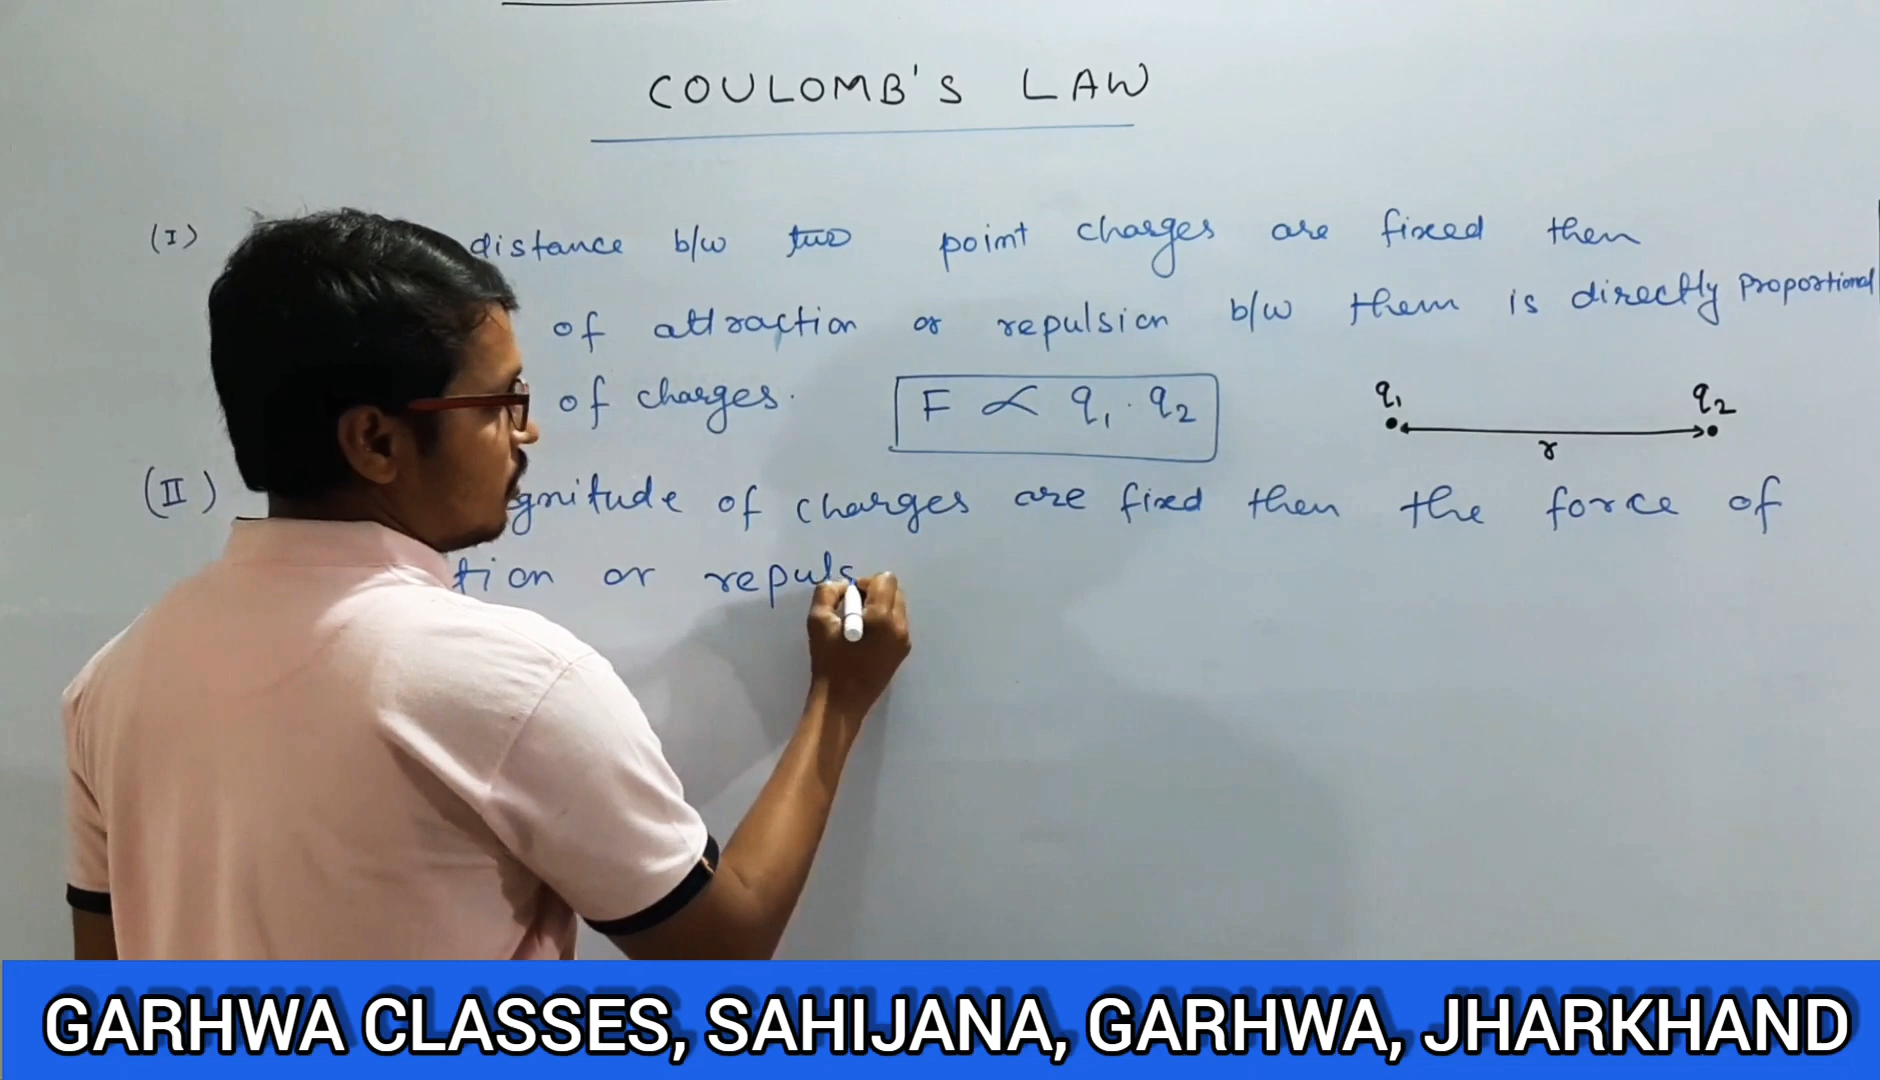 COULOMB'S LAW
(I) distance b/w two point charges are fixed then
of attraction or repulsion b/w them is directly proportional
of charges. F ∝ q₁ . q₂
q₁ q₂
r
(II) gnitude of charges are fixed then the force of
tion or repuls
GARHWA CLASSES, SAHIJANA, GARHWA, JHARKHAND